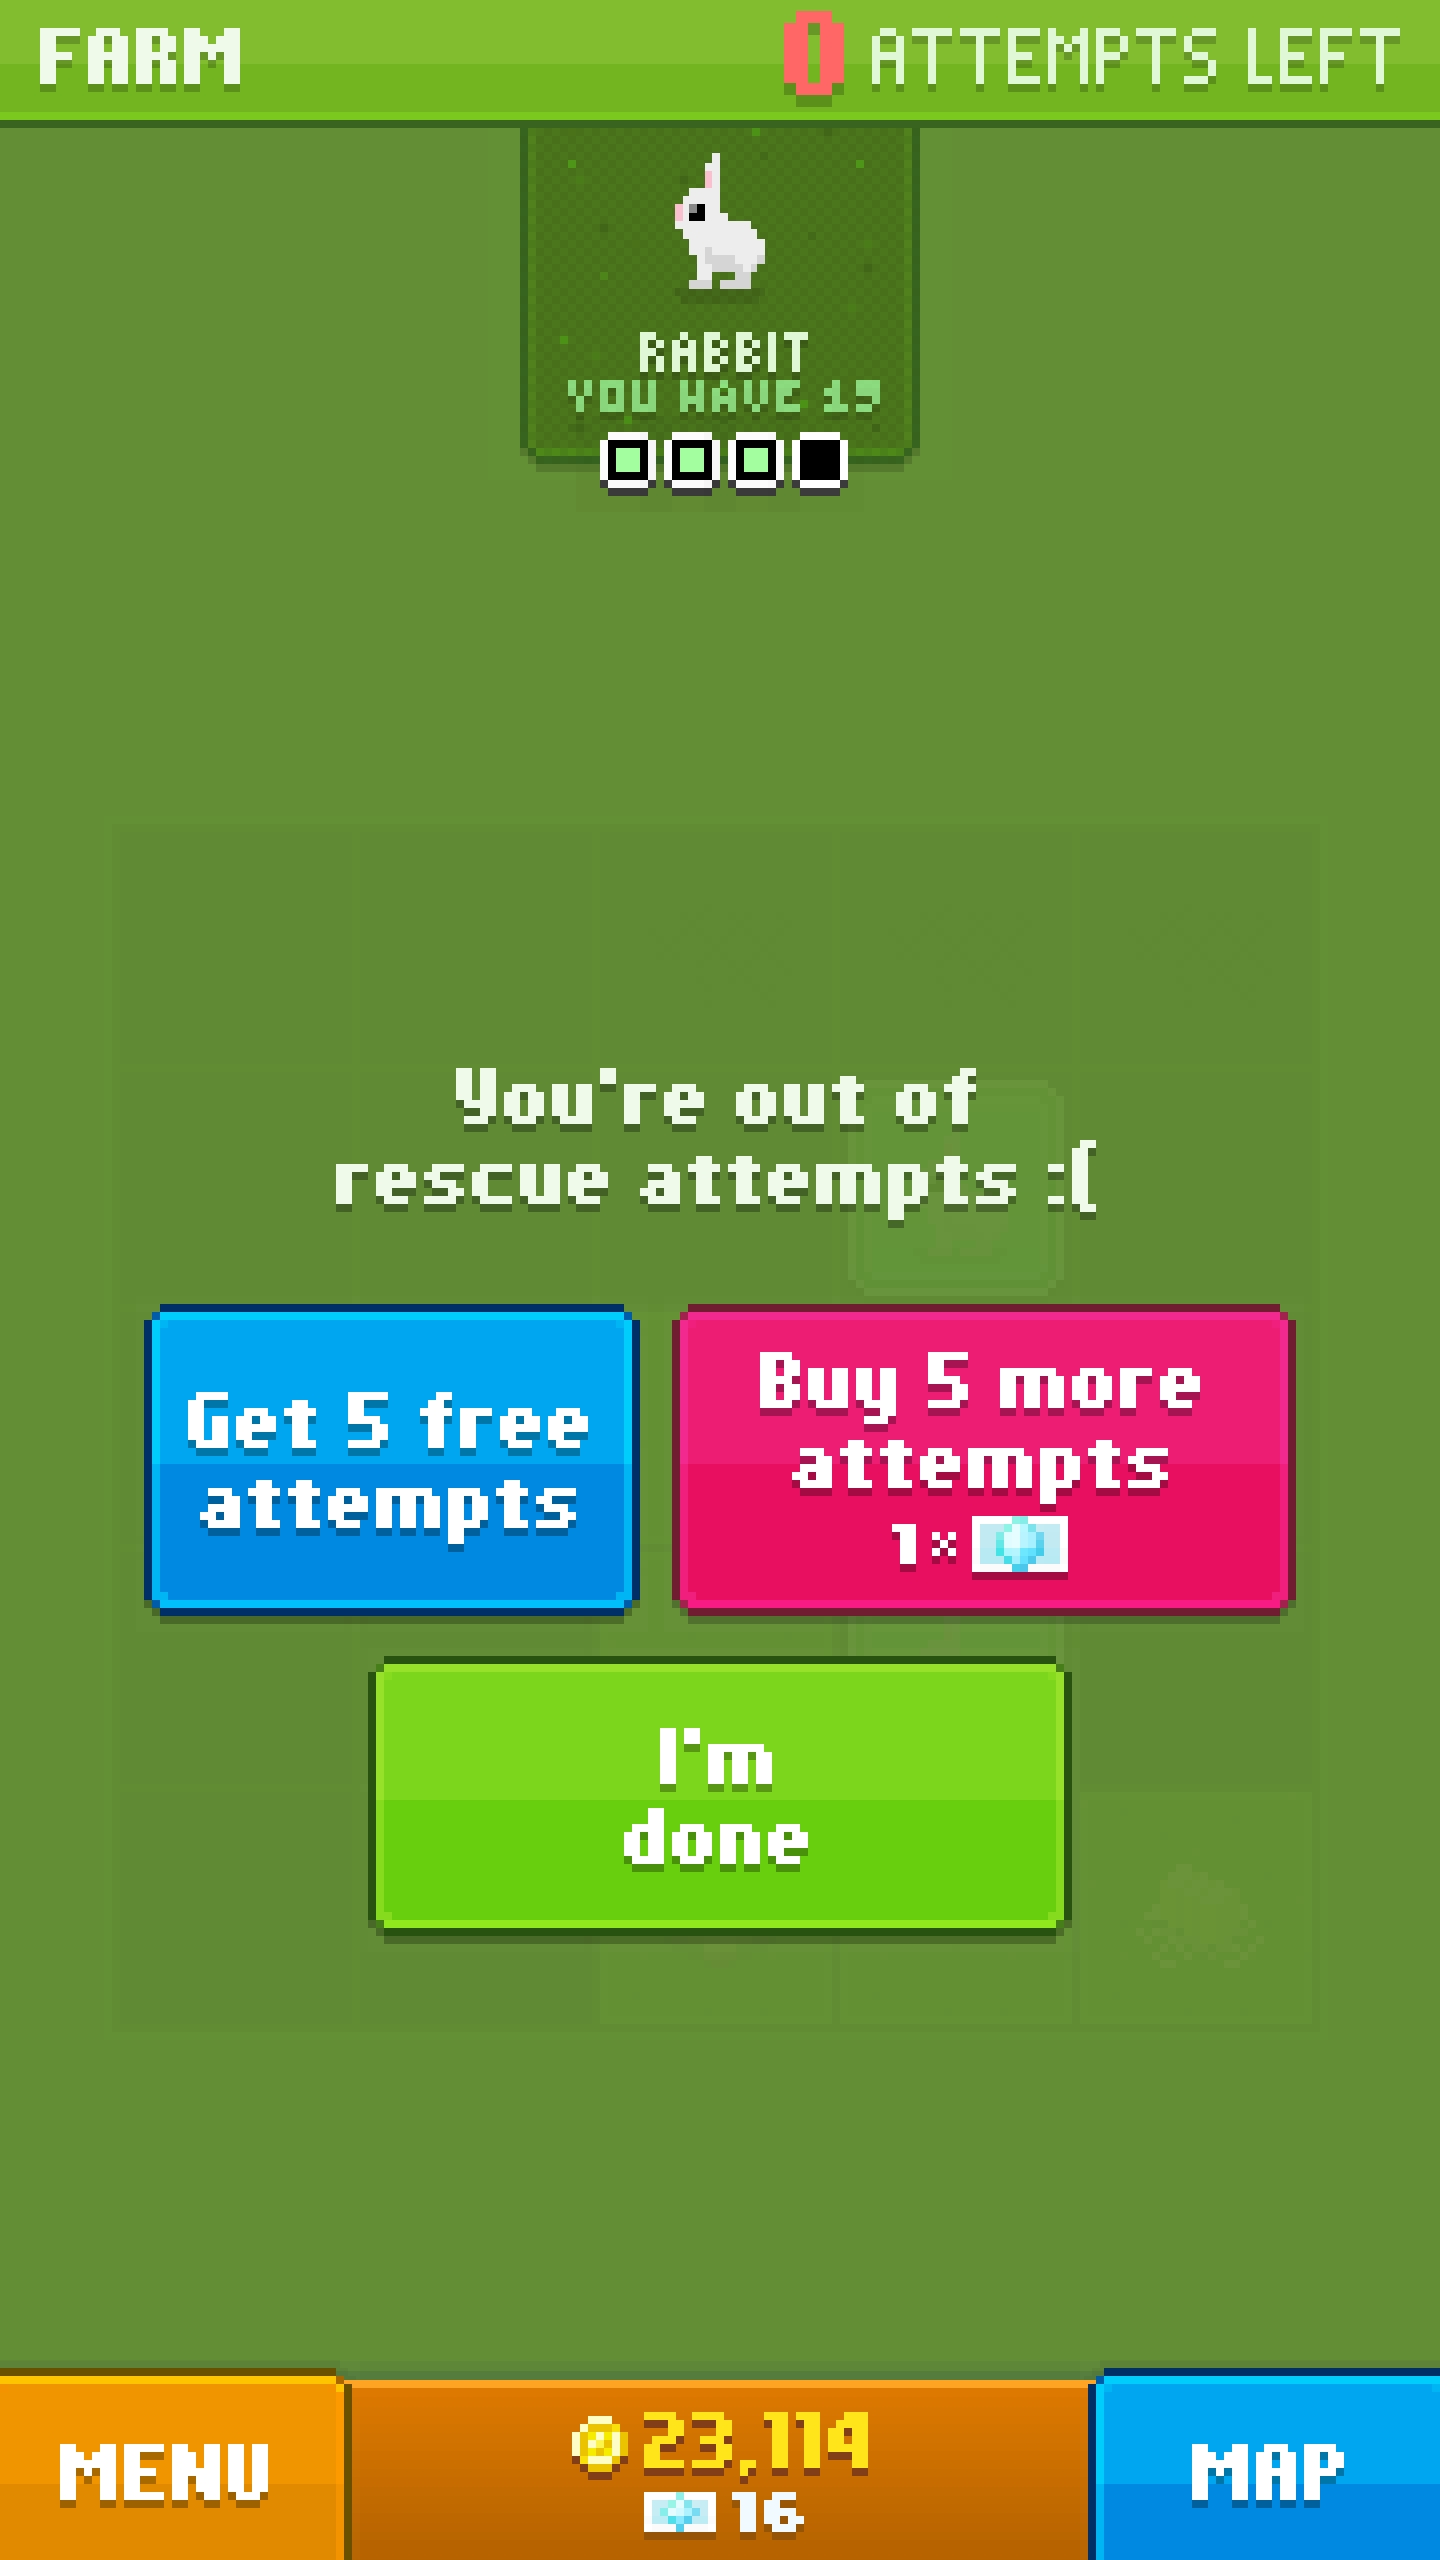 FARM
0 ATTEMPTS LEFT
RABBIT
YOU HAVE 19
You're out of
rescue attempts :(
Get 5 free
attempts
Buy 5 more
attempts
1×
I'm
done
MENU
23,114
16
MAP